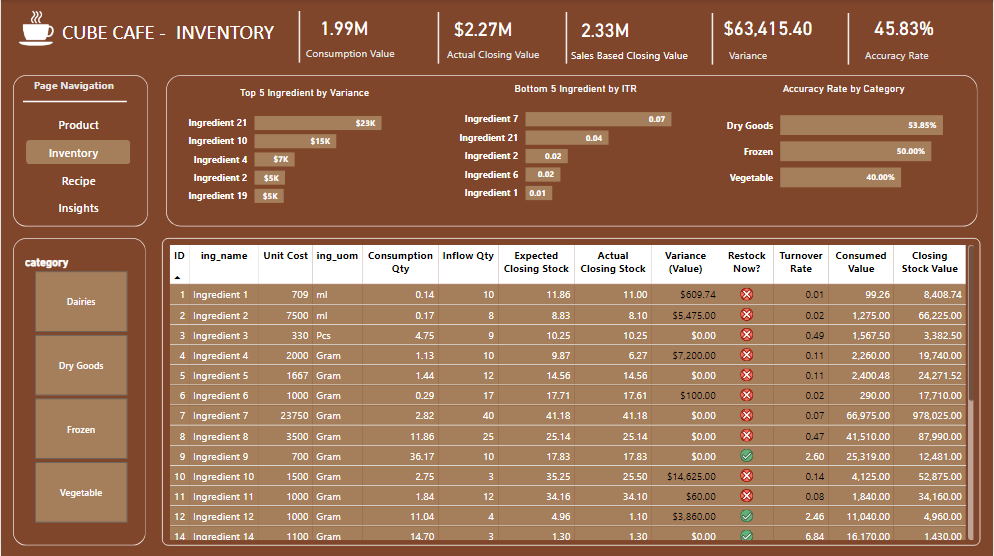 CUBE CAFE - INVENTORY
1.99M
Consumption Value
$2.27M
Actual Closing Value
2.33M
Sales Based Closing Value
$63,415.40
Variance
45.83%
Accuracy Rate
Page Navigation
Product
Inventory
Recipe
Insights
Top 5 Ingredient by Variance
Ingredient 21 $23K
Ingredient 10 $15K
Ingredient 4 $7K
Ingredient 2 $5K
Ingredient 19 $5K
Bottom 5 Ingredient by ITR
Ingredient 7 0.07
Ingredient 21 0.04
Ingredient 2 0.02
Ingredient 6 0.02
Ingredient 1 0.01
Accuracy Rate by Category
Dry Goods 53.85%
Frozen 50.00%
Vegetable 40.00%
category
Dairies
Dry Goods
Frozen
Vegetable
ID ing_name Unit Cost ing_uom Consumption Qty Inflow Qty Expected Closing Stock Actual Closing Stock Variance (Value) Restock Now? Turnover Rate Consumed Value Closing Stock Value
1 Ingredient 1 709 ml 0.14 10 11.86 11.00 $609.74 0.01 99.26 8,408.74
2 Ingredient 2 7500 ml 0.17 8 8.83 8.10 $5,475.00 0.02 1,275.00 66,225.00
3 Ingredient 3 330 Pcs 4.75 9 10.25 10.25 $0.00 0.49 1,567.50 3,382.50
4 Ingredient 4 2000 Gram 1.13 10 9.87 6.27 $7,200.00 0.11 2,260.00 19,740.00
5 Ingredient 5 1667 Gram 1.44 12 14.56 14.56 $0.00 0.11 2,400.48 24,271.52
6 Ingredient 6 1000 Gram 0.29 17 17.71 17.61 $100.00 0.02 290.00 17,710.00
7 Ingredient 7 23750 Gram 2.82 40 41.18 41.18 $0.00 0.07 66,975.00 978,025.00
8 Ingredient 8 3500 Gram 11.86 25 25.14 25.14 $0.00 0.47 41,510.00 87,990.00
9 Ingredient 9 700 Gram 36.17 10 17.83 17.83 $0.00 2.60 25,319.00 12,481.00
10 Ingredient 10 1500 Gram 2.75 3 35.25 25.50 $14,625.00 0.14 4,125.00 52,875.00
11 Ingredient 11 1000 Gram 1.84 12 34.16 34.10 $60.00 0.08 1,840.00 34,160.00
12 Ingredient 12 1000 Gram 11.04 4 4.96 1.10 $3,860.00 2.46 11,040.00 4,960.00
14 Ingredient 14 1100 Gram 14.70 3 1.30 1.30 $0.00 6.84 16,170.00 1,430.00